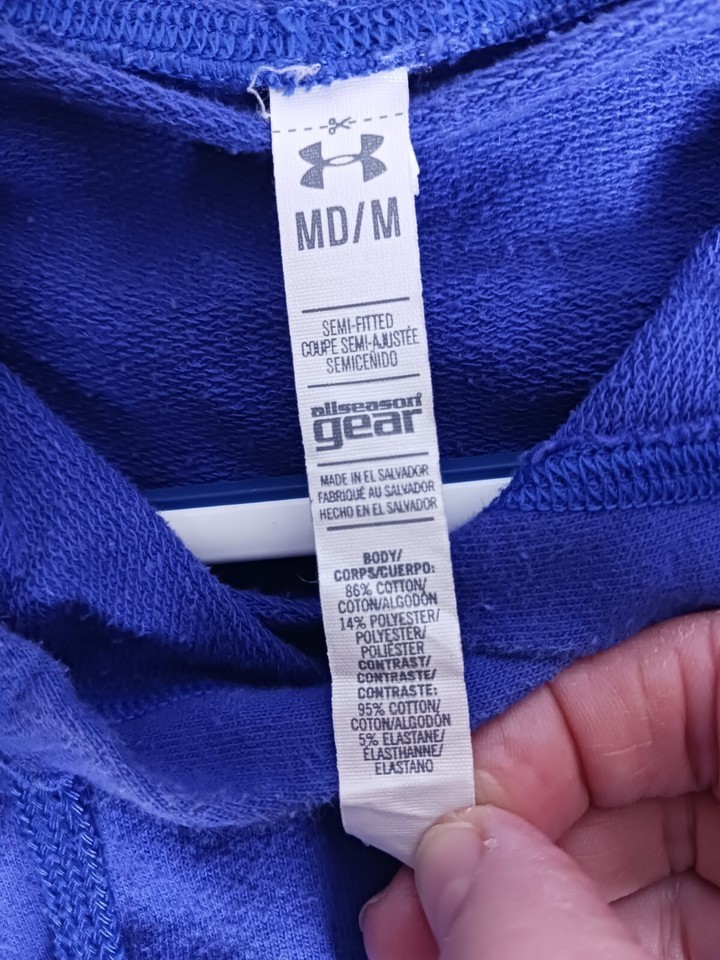 MD/M
SEMI-FITTED
COUPE SEMI-AJUSTÉE
SEMICEÑIDO
allseason
gear
MADE IN EL SALVADOR
FABRIQUÉ AU SALVADOR
HECHO EN EL SALVADOR
BODY/
CORPS/CUERPO:
86% COTTON/
COTON/ALGODÓN
14% POLYESTER/
POLYESTER/
POLIÉSTER
CONTRAST/
CONTRASTE/
CONTRASTE:
95% COTTON/
COTON/ALGODÓN
5% ELASTANE/
ÉLASTHANNE/
ELASTANO